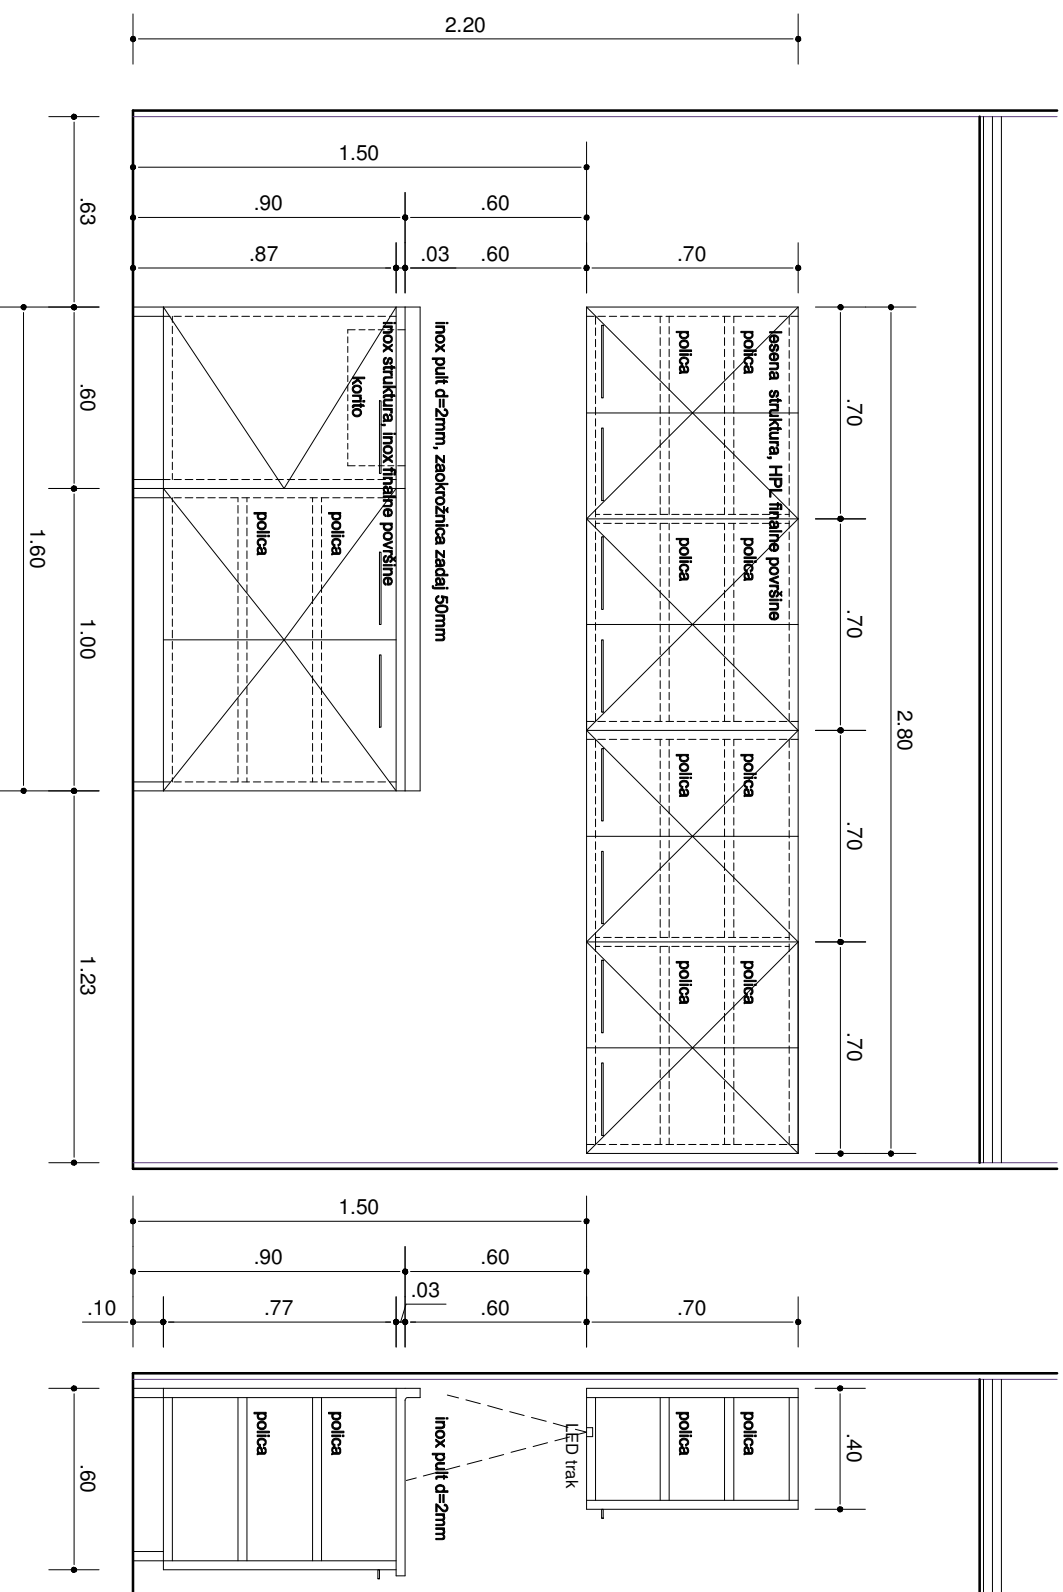 2.20
1.50
.90
.60
.87
.03
.60
.70
.63
.60
1.00
1.60
1.23
.70
.70
.70
.70
2.80
inox pult d=2mm, zaokrožnica zadaj 50mm
inox struktura, inox finalne površine
korito
polica
polica
lesena struktura, HPL finalne površine
polica
polica
polica
polica
polica
polica
polica
polica
1.50
.90
.60
.03
.10
.77
.60
.70
.60
.40
polica
polica
inox pult d=2mm
LED trak
polica
polica